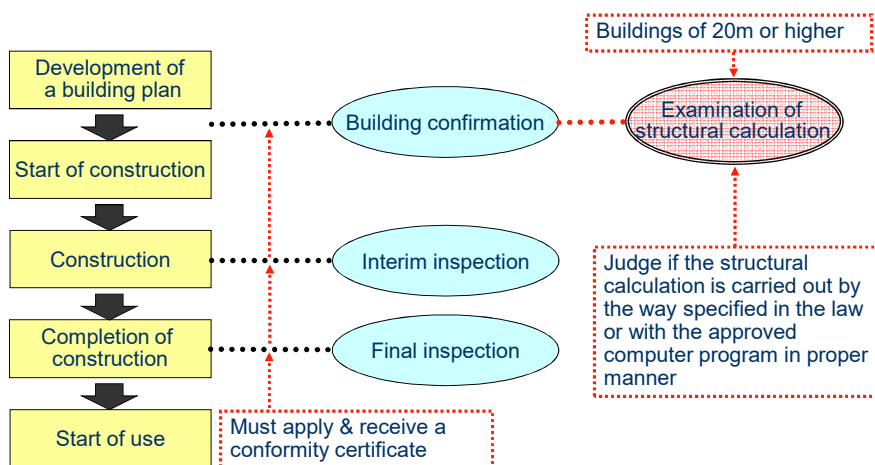 Buildings of 20m or higher
Development of
a building plan
Building confirmation
Examination of
structural calculation
Start of construction
Construction
Interim inspection
Judge if the structural
calculation is carried out by
the way specified in the law
or with the approved
computer program in proper
manner
Completion of
construction
Final inspection
Start of use
Must apply & receive a
conformity certificate